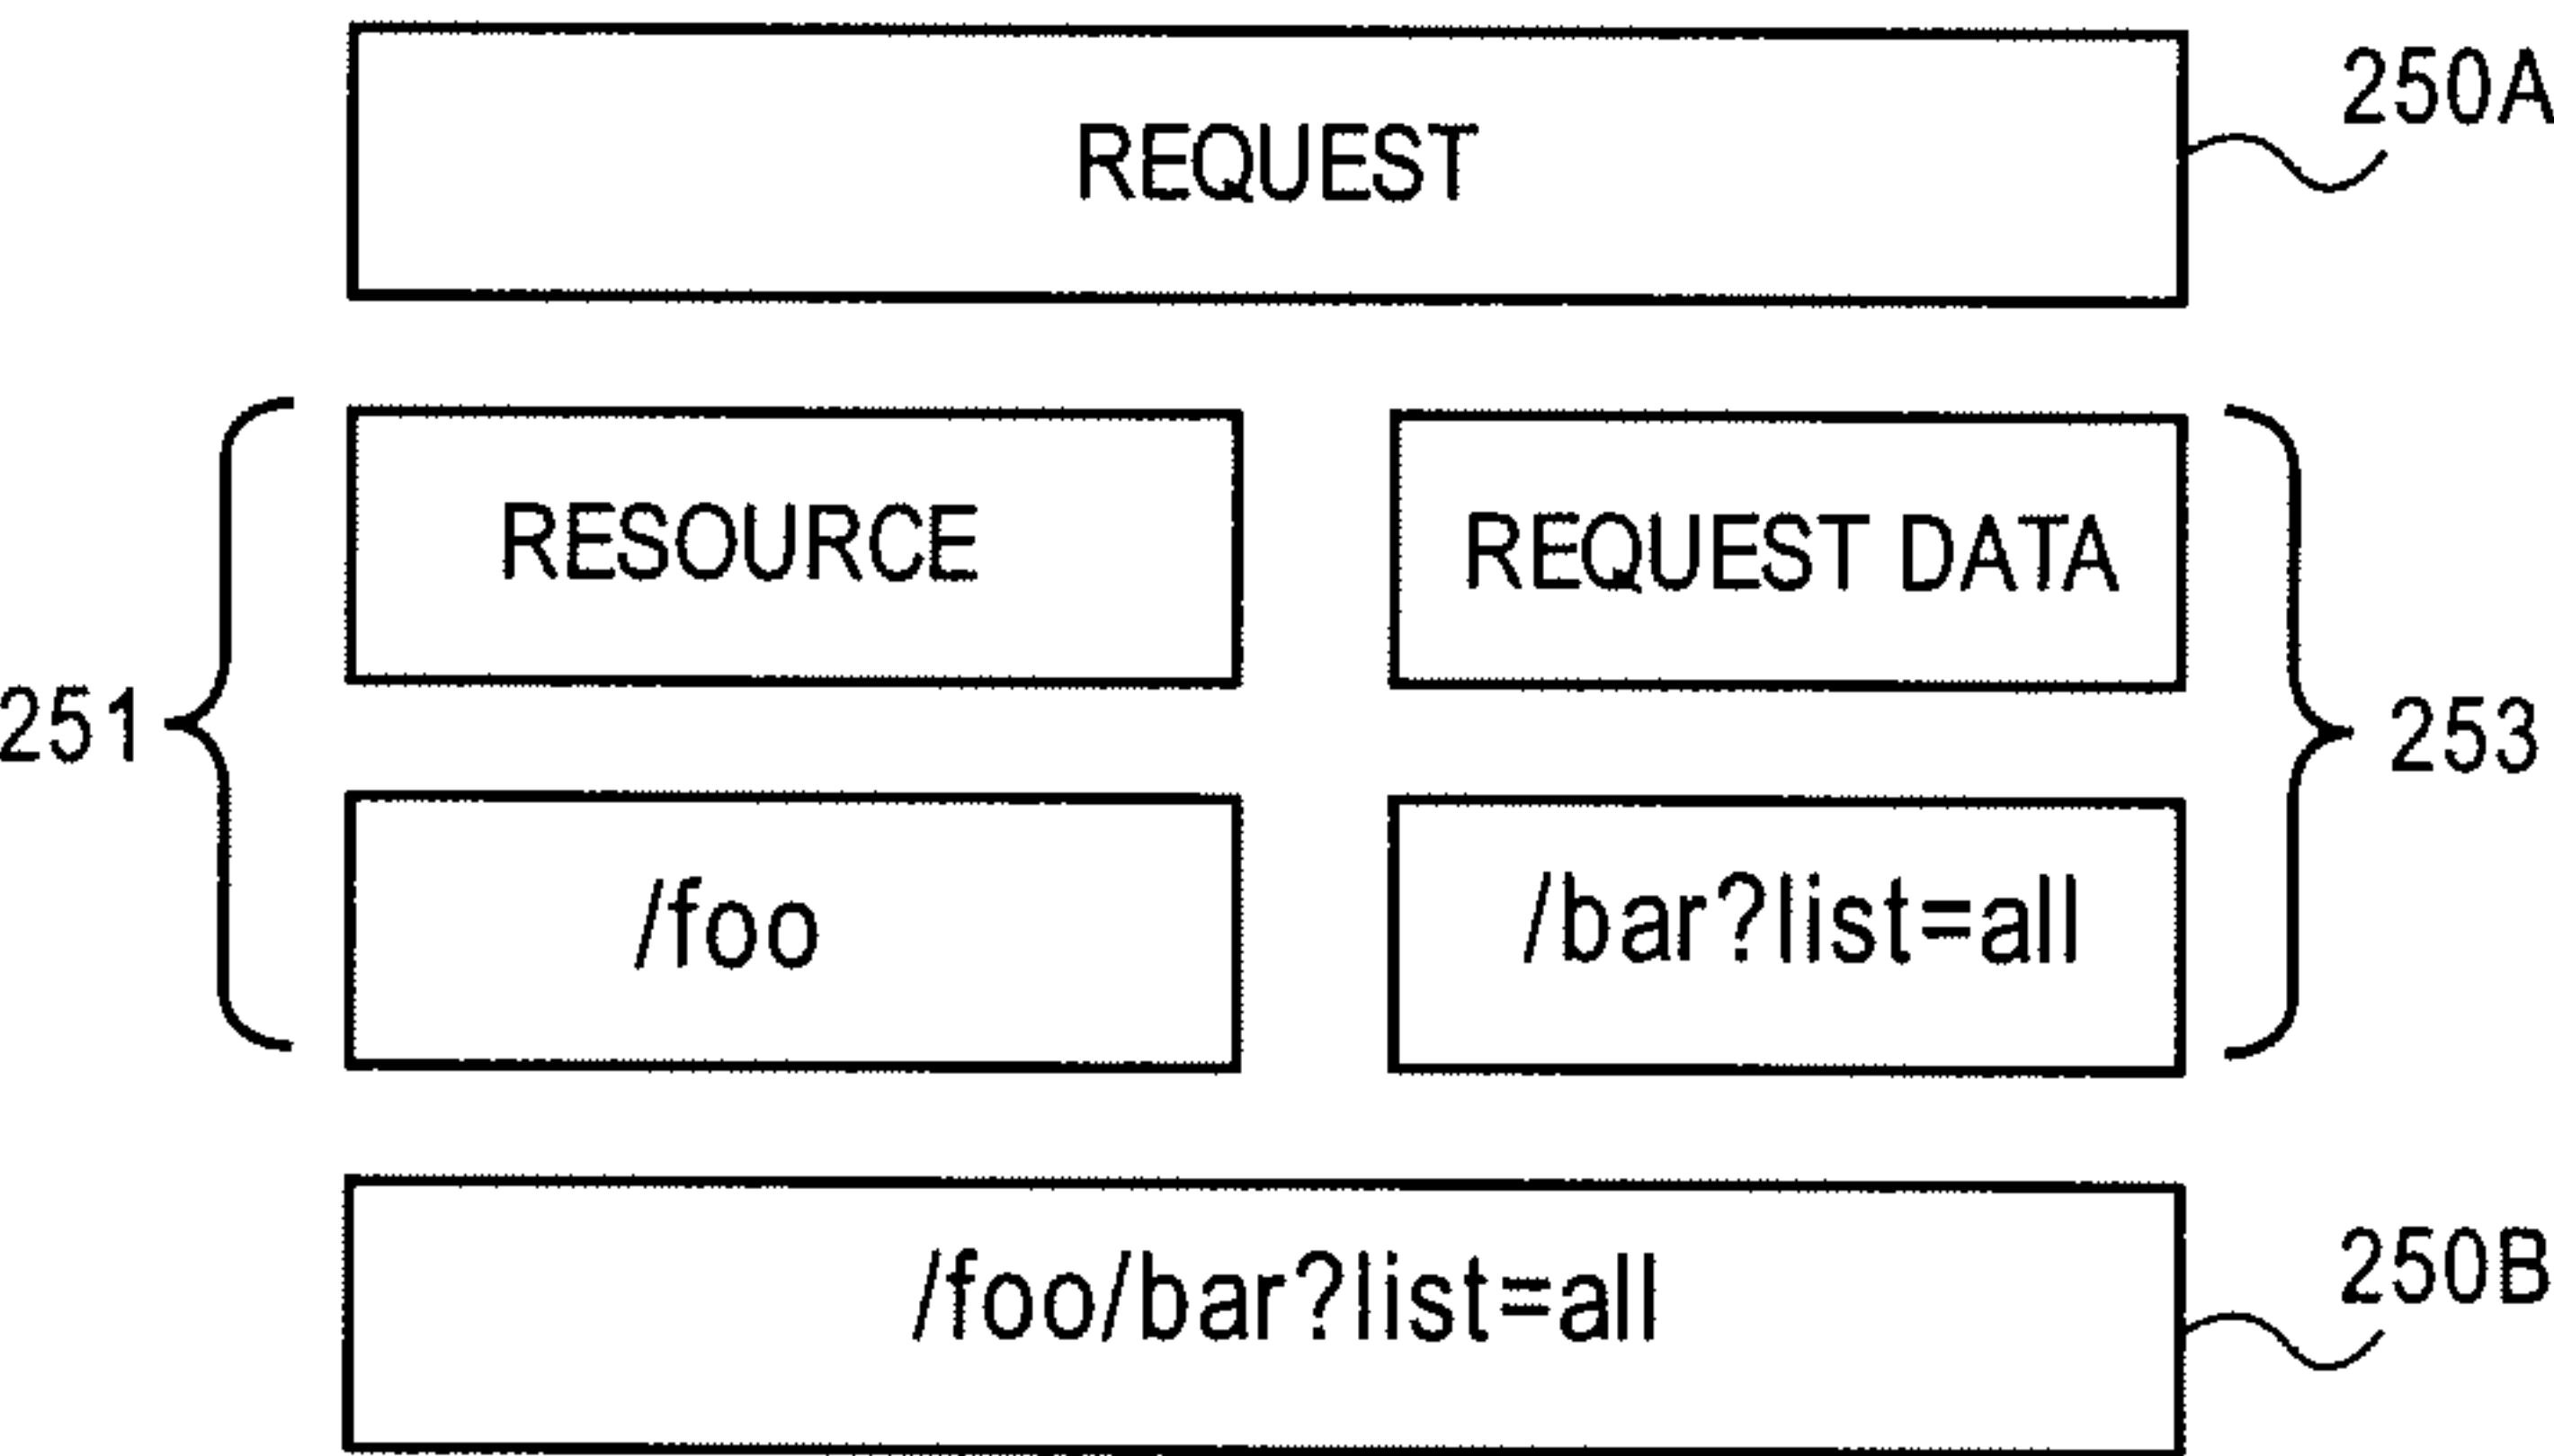 250A
REQUEST
RESOURCE
REQUEST DATA
251
253
/foo
/bar?list=all
250B
/foo/bar?list=all